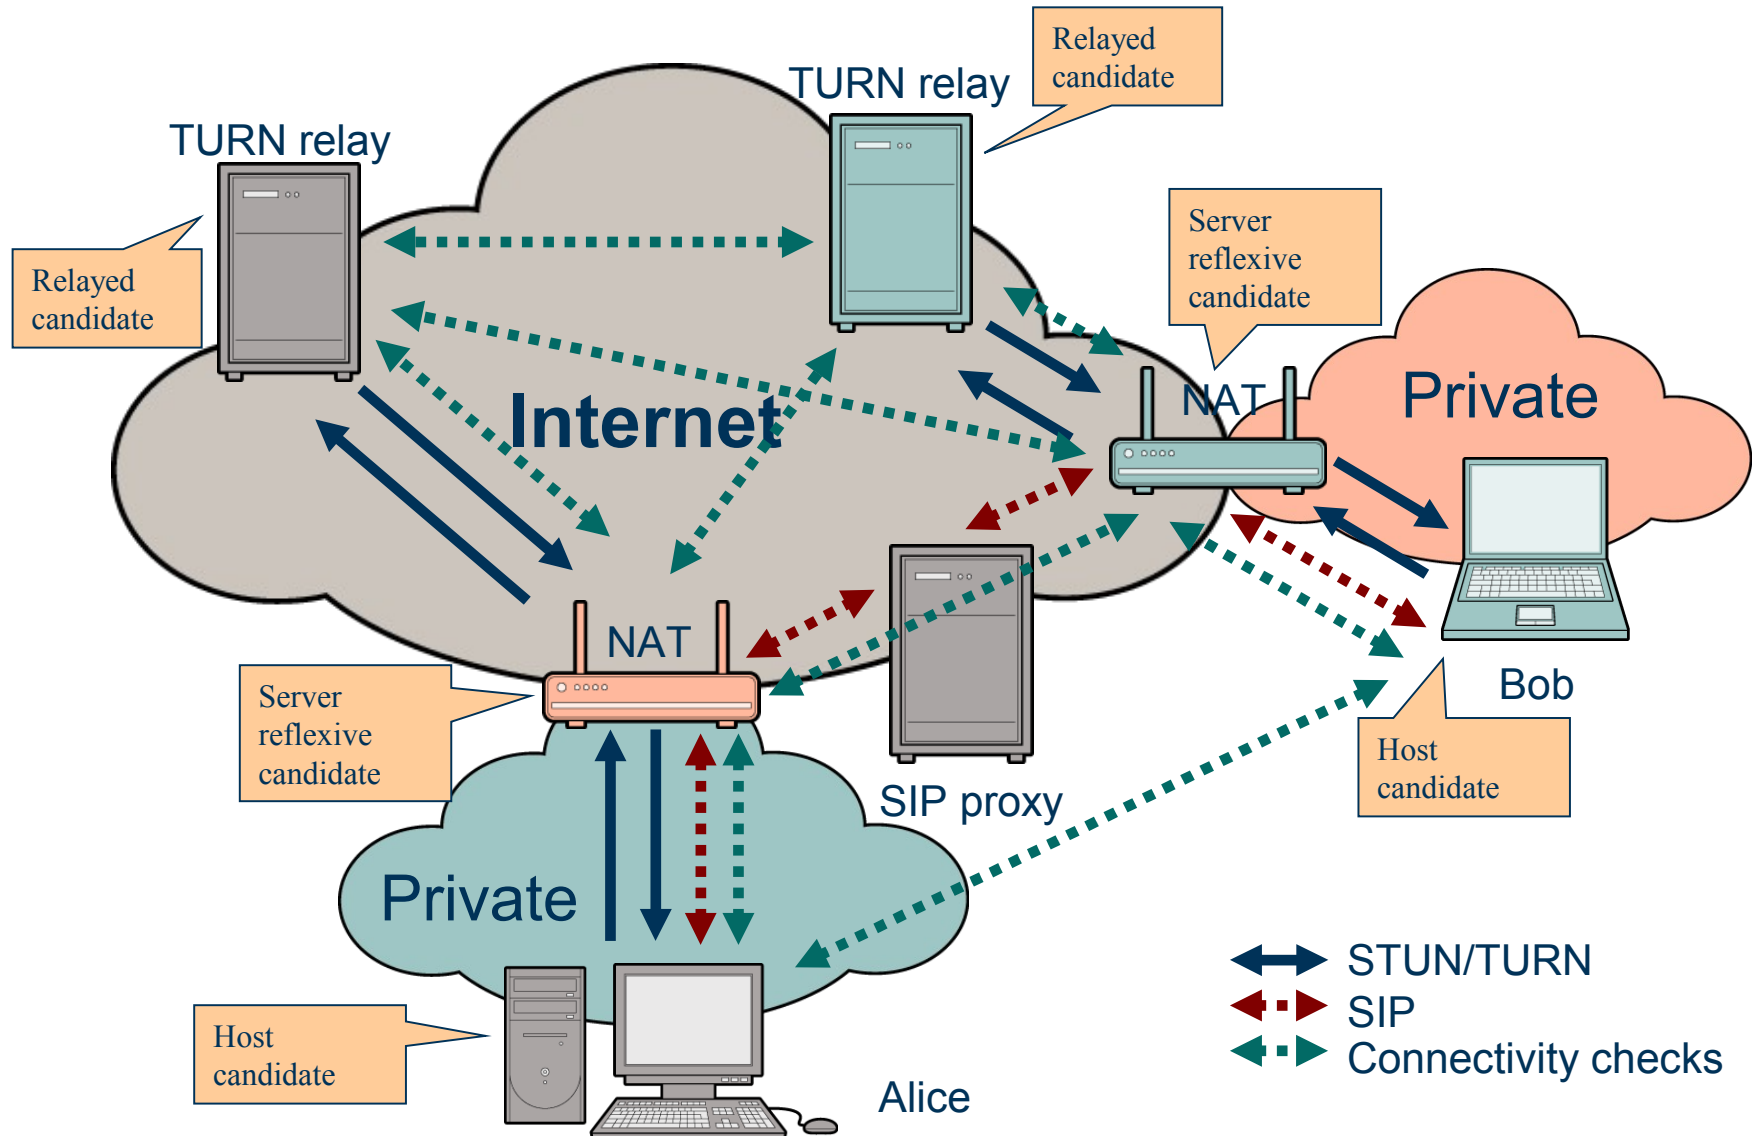 Relayed
candidate
TURN relay
TURN relay
Server
reflexive
candidate
Relayed
candidate
Internet
NAT
Private
NAT
Server
reflexive
candidate
Bob
Host
candidate
SIP proxy
Private
STUN/TURN
SIP
Connectivity checks
Host
candidate
Alice